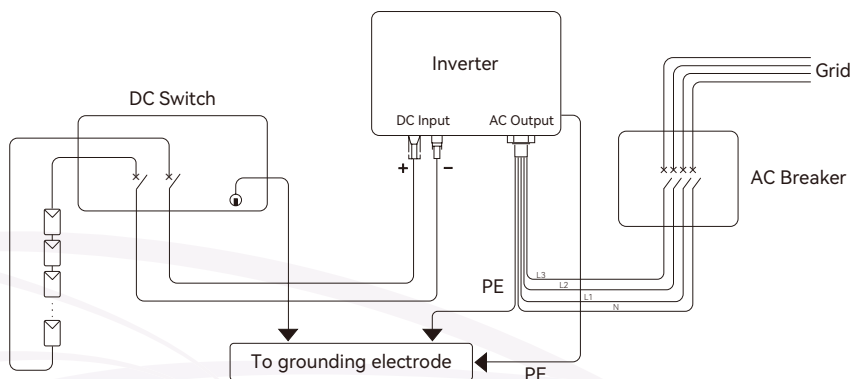 Inverter
Grid
DC Switch
DC Input
AC Output
+
−
AC Breaker
L3
L2
PE
L1
N
To grounding electrode
PE